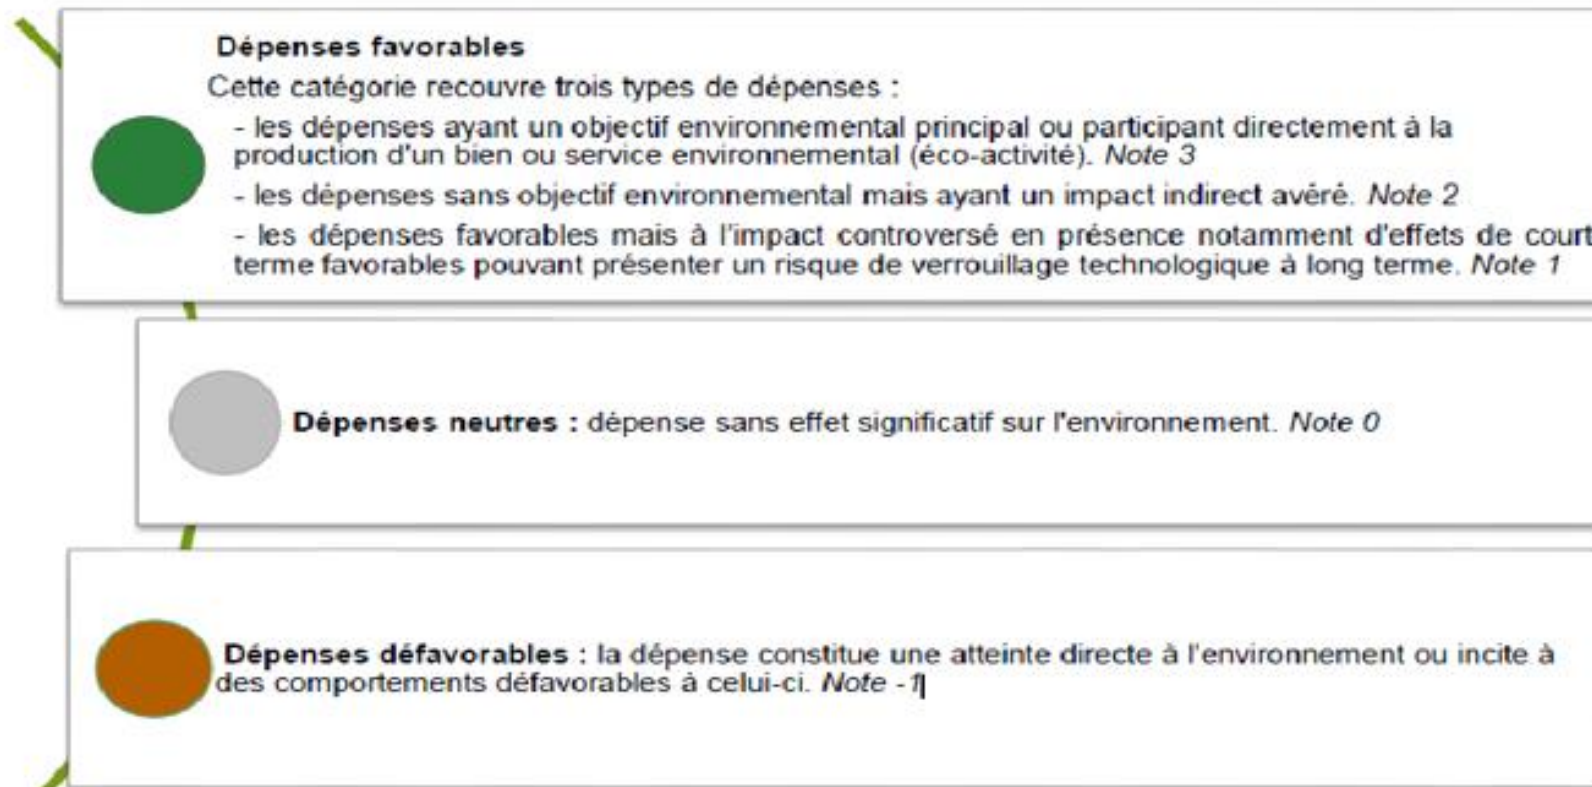 Dépenses favorables
Cette catégorie recouvre trois types de dépenses :
- les dépenses ayant un objectif environnemental principal ou participant directement à la
production d'un bien ou service environnemental (éco-activité). Note 3
- les dépenses sans objectif environnemental mais ayant un impact indirect avéré. Note 2
- les dépenses favorables mais à l'impact controversé en présence notamment d'effets de court
terme favorables pouvant présenter un risque de verrouillage technologique à long terme. Note 1
Dépenses neutres : dépense sans effet significatif sur l'environnement. Note 0
Dépenses défavorables : la dépense constitue une atteinte directe à l'environnement ou incite à
des comportements défavorables à celui-ci. Note -1